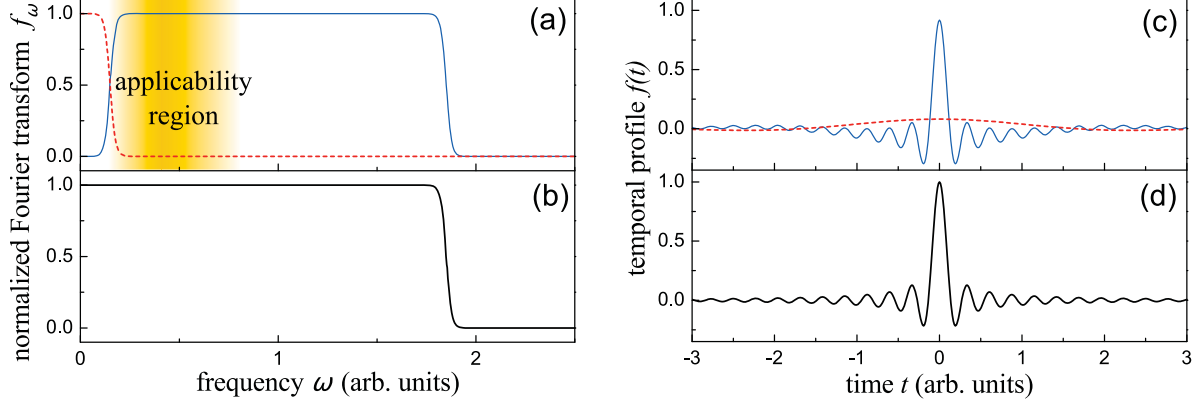 normalized Fourier transform f_ω
1.0
0.5
0.0
(a)
applicability
region
1.0
0.5
0.0
(b)
0
1
2
frequency ω (arb. units)
temporal profile f(t)
1.0
0.5
0.0
(c)
1.0
0.5
0.0
(d)
-3
-2
-1
0
1
2
3
time t (arb. units)